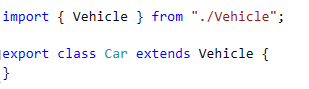 import { Vehicle } from "./Vehicle";
export class Car extends Vehicle {
}